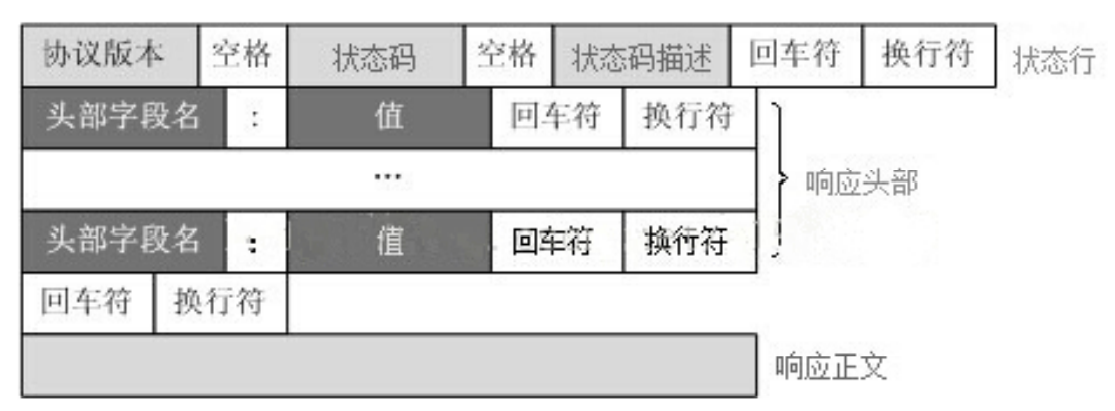 协议版本 空格 状态码 空格 状态码描述 回车符 换行符 状态行
头部字段名 : 值 回车符 换行符
...
响应头部
头部字段名 : 值 回车符 换行符
回车符 换行符
响应正文